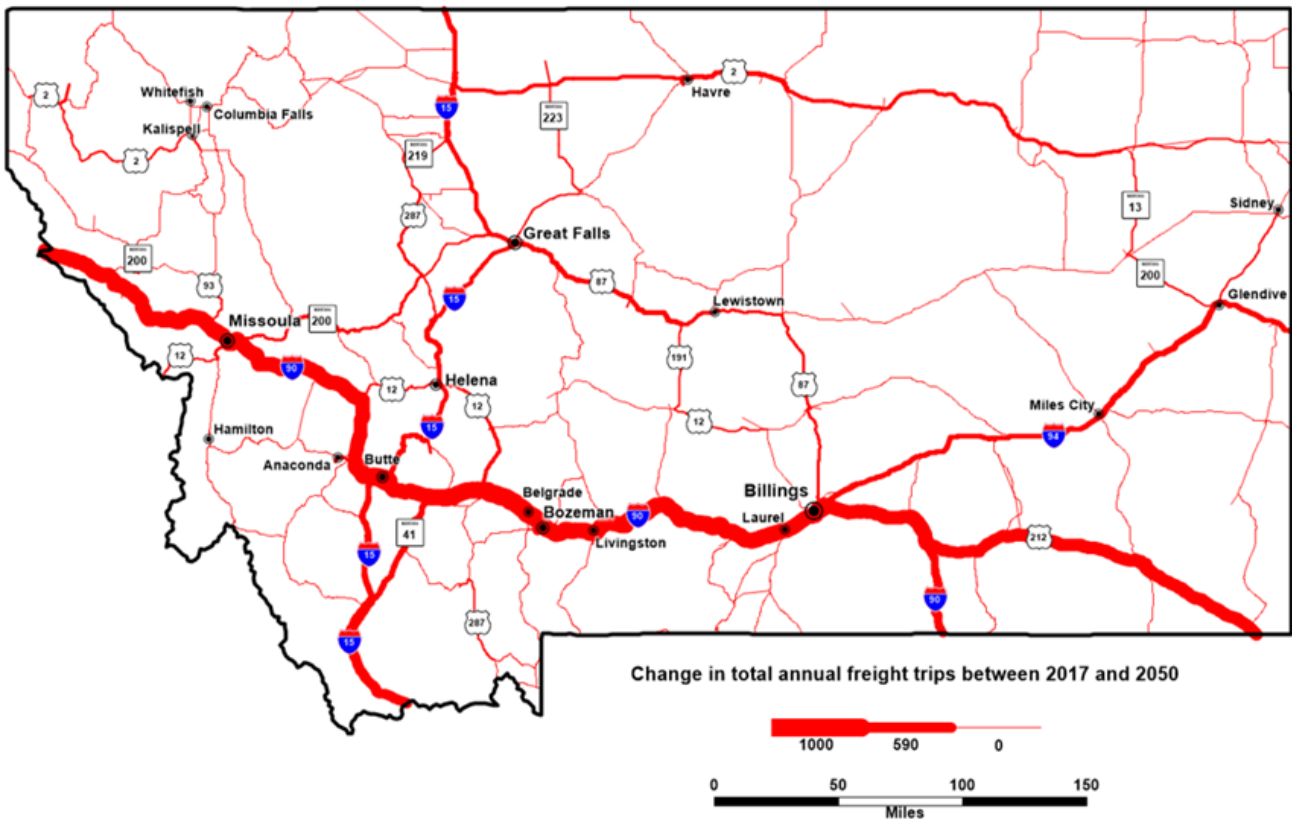 2
Whitefish
Columbia Falls
Kalispell
2
15
219
223
2
Havre
287
13
Sidney
200
93
Great Falls
15
87
200
Glendive
Missoula
200
Lewistown
12
90
12
Helena
191
87
12
12
Miles City
94
Hamilton
15
Anaconda
Butte
Belgrade
Bozeman
Billings
Laurel
90
Livingston
41
212
15
90
287
15
Change in total annual freight trips between 2017 and 2050
1000 590 0
0 50 100 150
Miles